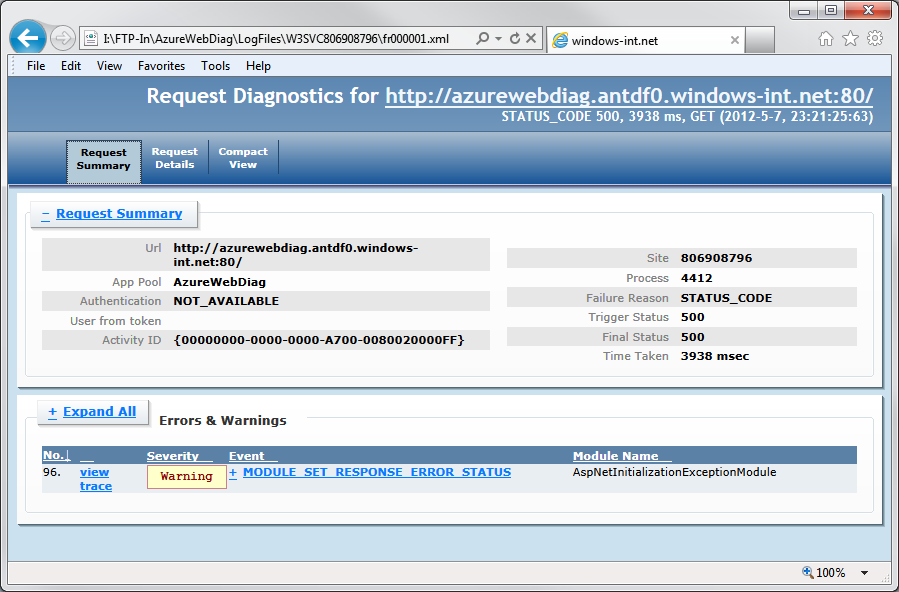 I:\FTP-In\AzureWebDiag\LogFiles\W3SVC806908796\fr000001.xml
windows-int.net
File Edit View Favorites Tools Help
Request Diagnostics for http://azurewebdiag.antdf0.windows-int.net:80/
STATUS_CODE 500, 3938 ms, GET (2012-5-7, 23:21:25:63)
Request Summary
Request Details
Compact View
− Request Summary
Url http://azurewebdiag.antdf0.windows-
int.net:80/
App Pool AzureWebDiag
Authentication NOT_AVAILABLE
User from token
Activity ID {00000000-0000-0000-A700-0080020000FF}
Site 806908796
Process 4412
Failure Reason STATUS_CODE
Trigger Status 500
Final Status 500
Time Taken 3938 msec
+ Expand All
Errors & Warnings
No.↓ Severity Event Module Name
96. view trace Warning + MODULE_SET_RESPONSE_ERROR_STATUS AspNetInitializationExceptionModule
100%